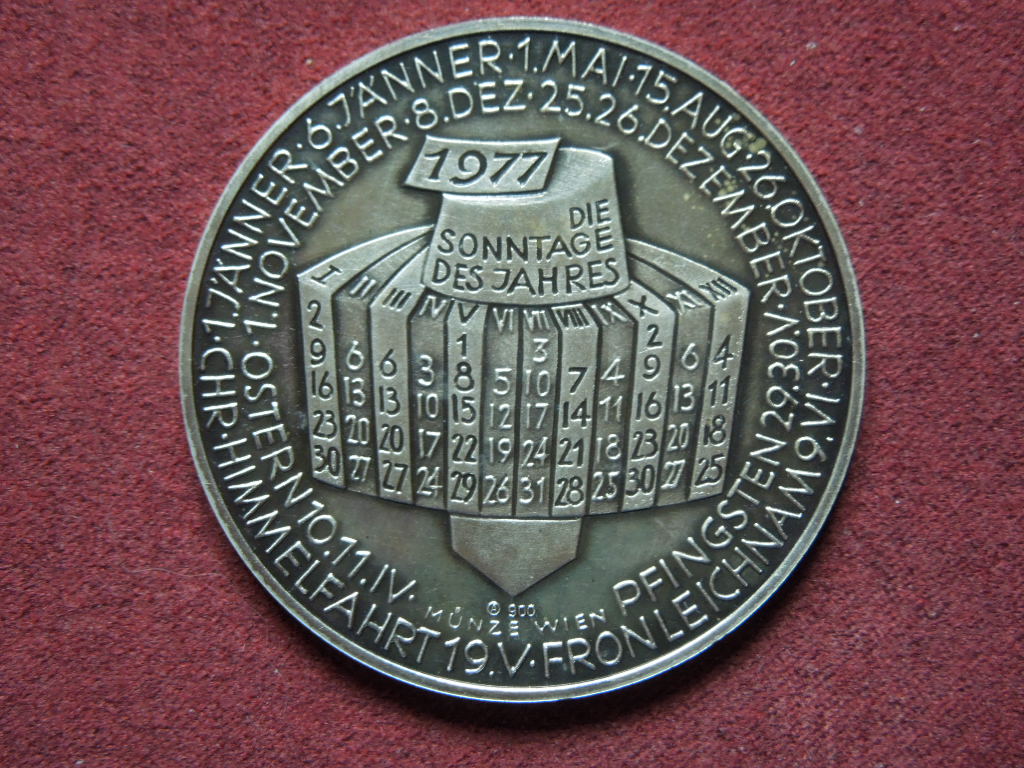 1.JÄNNER·6.JÄNNER·1.MAI·15.AUG·26.OKTOBER·
1.NOVEMBER·8.DEZ·25.26.DEZEMBER·
1977
DIE
SONNTAGE
DES JAHRES
I II III IV V VI VII VIII IX X XI XII
2 1 3 2
9 6 6 3 8 5 10 7 4 9 6 4
16 13 13 10 15 12 17 14 11 16 13 11
23 20 20 17 22 19 24 21 18 23 20 18
30 27 27 24 29 26 31 28 25 30 27 25
900
MÜNZE WIEN
OSTERN 10.11.IV.
PFINGSTEN 29.30.V.
CHR·HIMMELFAHRT 19.V·FRONLEICHNAM 9.VI·